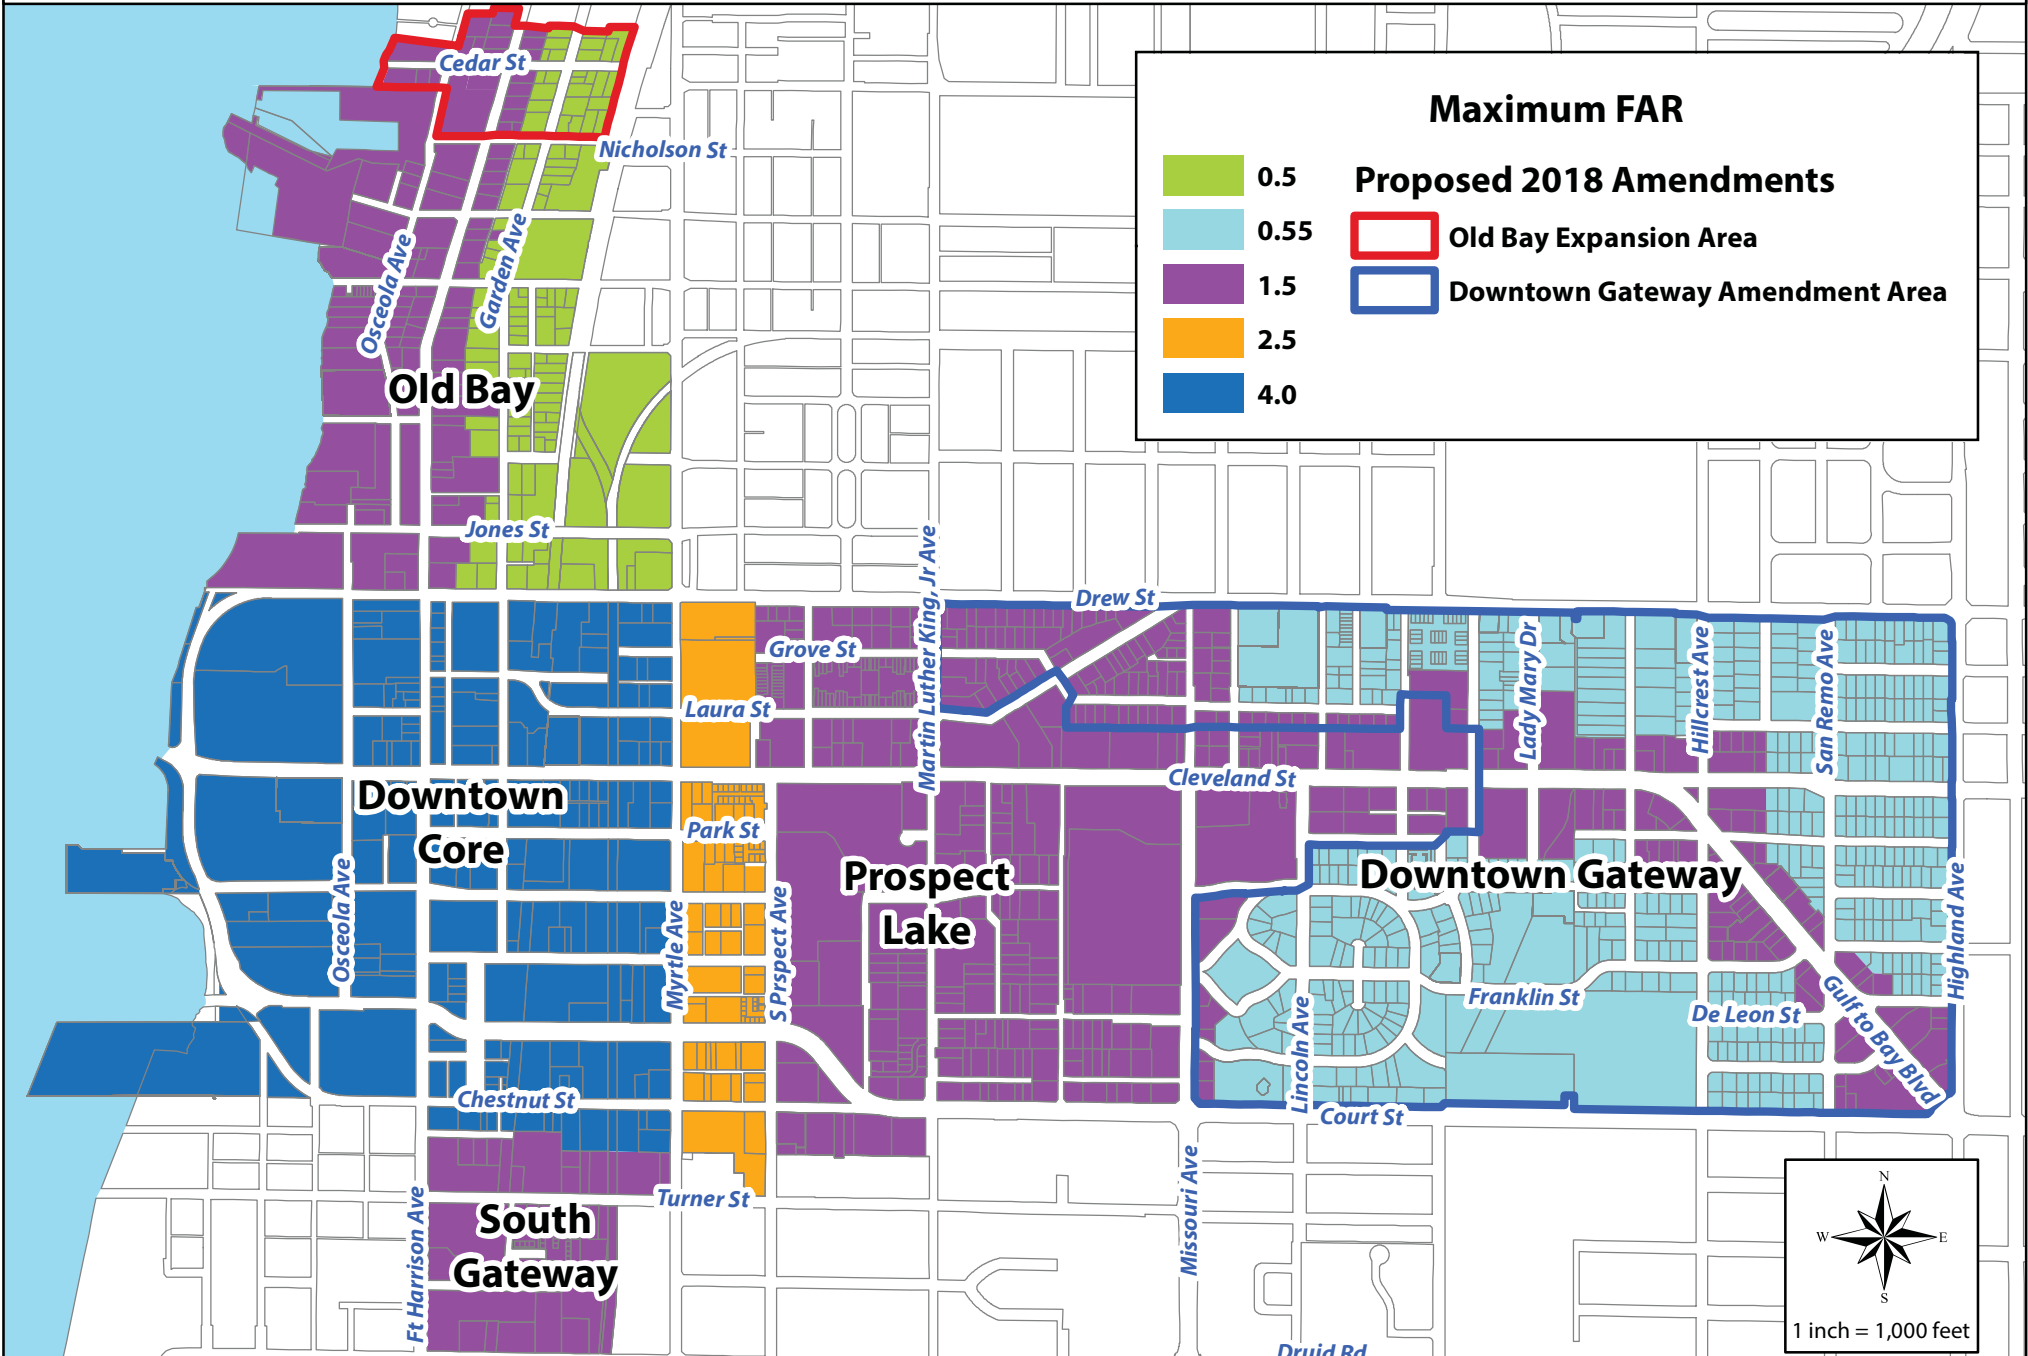 Maximum FAR
0.5
0.55
1.5
2.5
4.0
Proposed 2018 Amendments
Old Bay Expansion Area
Downtown Gateway Amendment Area
Cedar St
Nicholson St
Osceola Ave
Garden Ave
Old Bay
Jones St
Martin Luther King, Jr Ave
Drew St
Grove St
Laura St
Lady Mary Dr
Hillcrest Ave
San Remo Ave
Cleveland St
Downtown
Core
Park St
Prospect
Lake
Downtown Gateway
Osceola Ave
Myrtle Ave
S Prspect Ave
Highland Ave
Franklin St
De Leon St
Gulf to Bay Blvd
Lincoln Ave
Chestnut St
Court St
Missouri Ave
Turner St
Ft Harrison Ave
South
Gateway
Druid Rd
N
W
E
S
1 inch = 1,000 feet